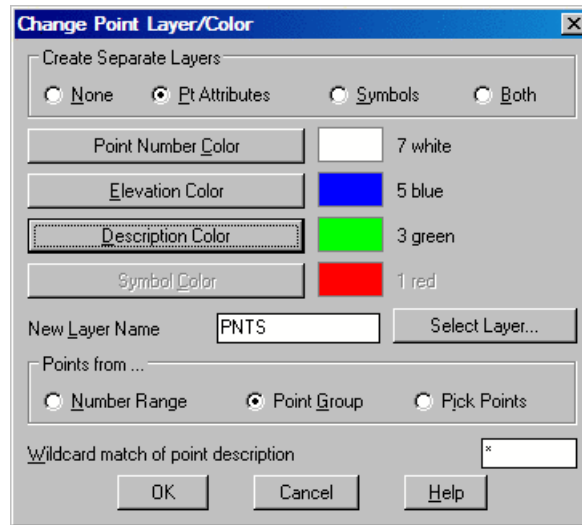 Change Point Layer/Color
Create Separate Layers
None Pt Attributes Symbols Both
Point Number Color 7 white
Elevation Color 5 blue
Description Color 3 green
Symbol Color 1 red
New Layer Name PNTS Select Layer...
Points from ...
Number Range Point Group Pick Points
Wildcard match of point description *
OK Cancel Help